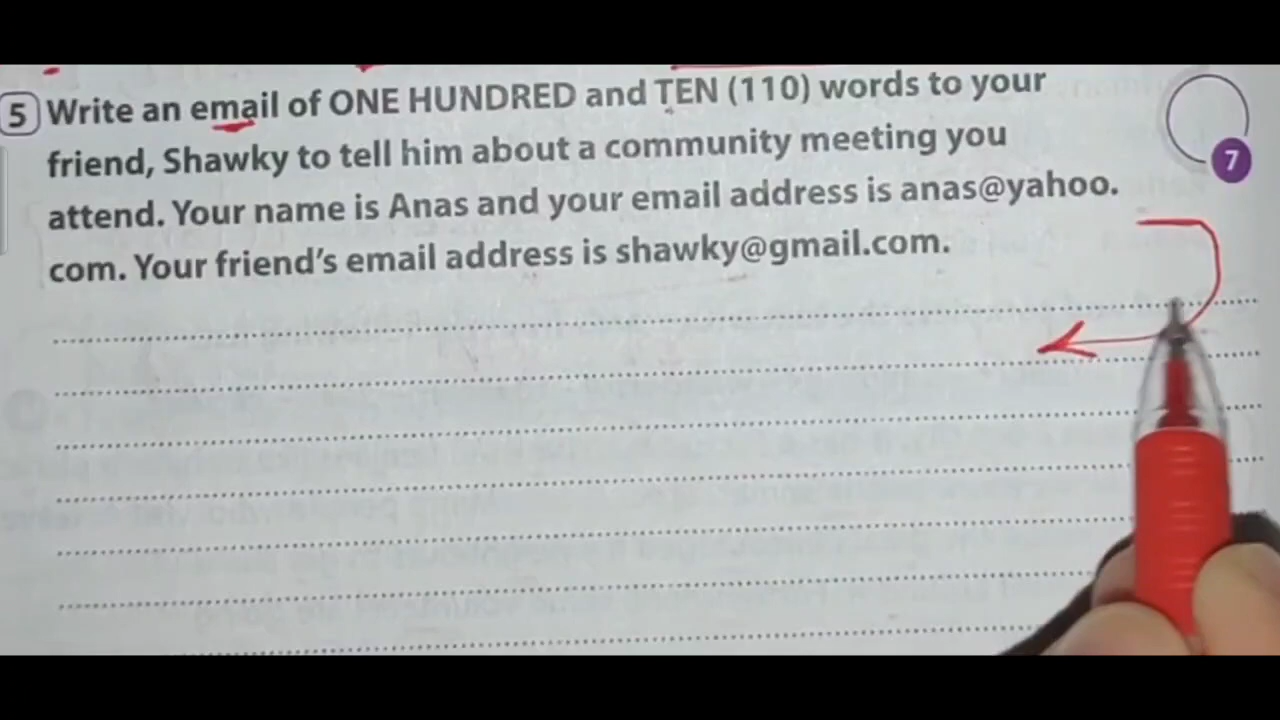 5 Write an email of ONE HUNDRED and TEN (110) words to your
friend, Shawky to tell him about a community meeting you
attend. Your name is Anas and your email address is anas@yahoo.
com. Your friend's email address is shawky@gmail.com.
7